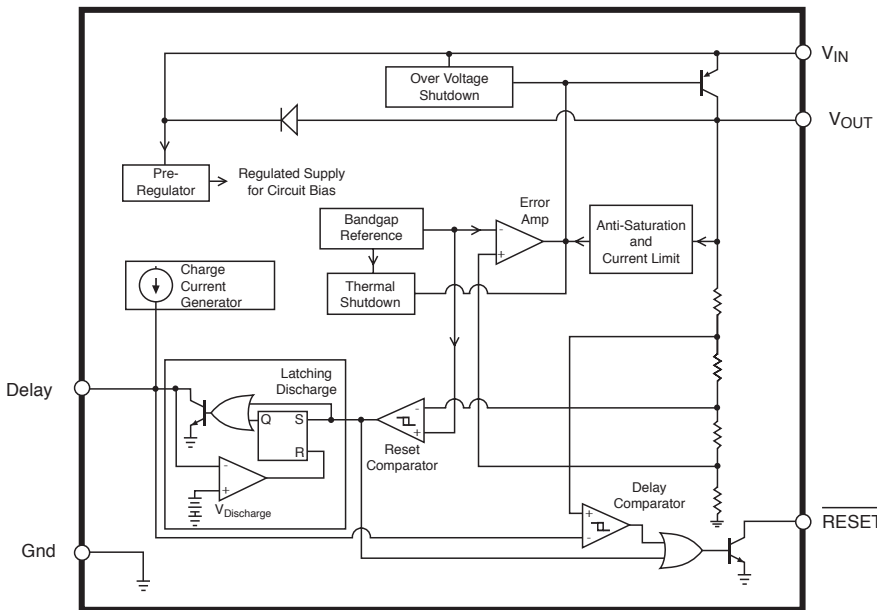 VIN
Over Voltage
Shutdown
VOUT
Pre-
Regulator
Regulated Supply
for Circuit Bias
Error
Amp
Bandgap
Reference
-
+
Anti-Saturation
and
Current Limit
Charge
Current
Generator
Thermal
Shutdown
Delay
Latching
Discharge
Q
S
R
-
+
Reset
Comparator
-
+
VDischarge
Delay
Comparator
+
-
RESET
Gnd